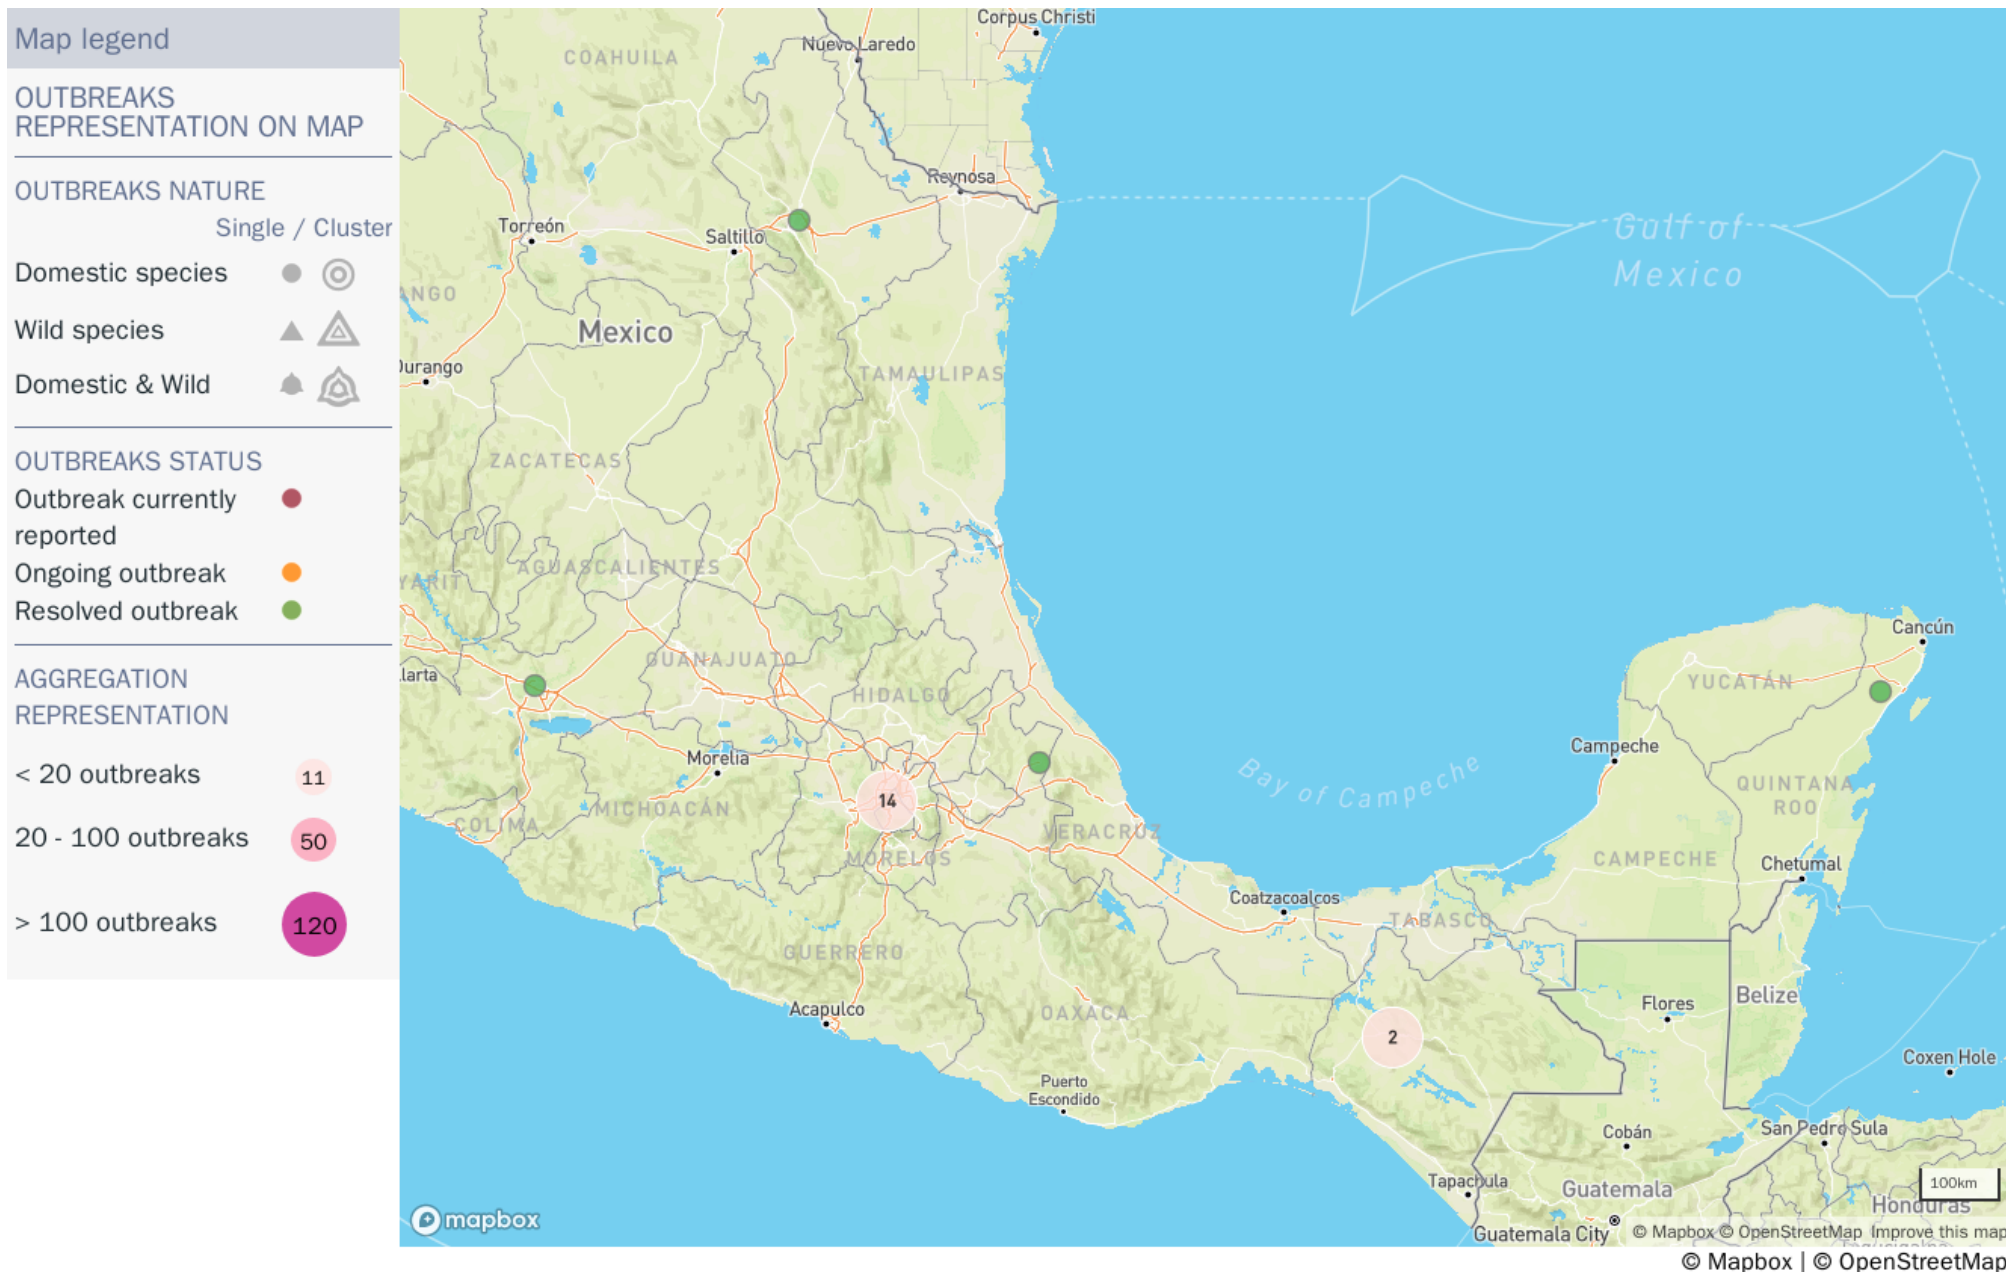 Map legend
OUTBREAKS
REPRESENTATION ON MAP
OUTBREAKS NATURE
Single / Cluster
Domestic species
Wild species
Domestic & Wild
OUTBREAKS STATUS
Outbreak currently
reported
Ongoing outbreak
Resolved outbreak
AGGREGATION
REPRESENTATION
< 20 outbreaks 11
20 - 100 outbreaks 50
> 100 outbreaks 120
Corpus Christi
Nuevo Laredo
COAHUILA
Reynosa
Torreón
Saltillo
Gulf of
Mexico
ANGO
Mexico
Durango
TAMAULIPAS
ZACATECAS
AGUASCALIENTES
YARIT
Cancún
GUANAJUATO
llarta
HIDALGO
YUCATÁN
Campeche
Morelia
Bay of Campeche
QUINTANA
ROO
14
MICHOACÁN
COLIMA
VERACRUZ
MORELOS
CAMPECHE
Chetumal
Coatzacoalcos
TABASCO
GUERRERO
Belize
Flores
Acapulco
OAXACA
2
Coxen Hole
Puerto
Escondido
Cobán
San Pedro Sula
Tapachula
Guatemala
100km
Honduras
mapbox
Guatemala City
© Mapbox © OpenStreetMap Improve this map
© Mapbox | © OpenStreetMap